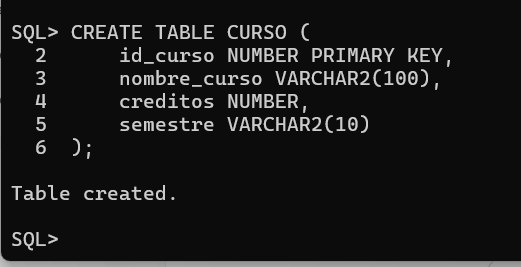 SQL> CREATE TABLE CURSO (
  2      id_curso NUMBER PRIMARY KEY,
  3      nombre_curso VARCHAR2(100),
  4      creditos NUMBER,
  5      semestre VARCHAR2(10)
  6  );
Table created.
SQL>